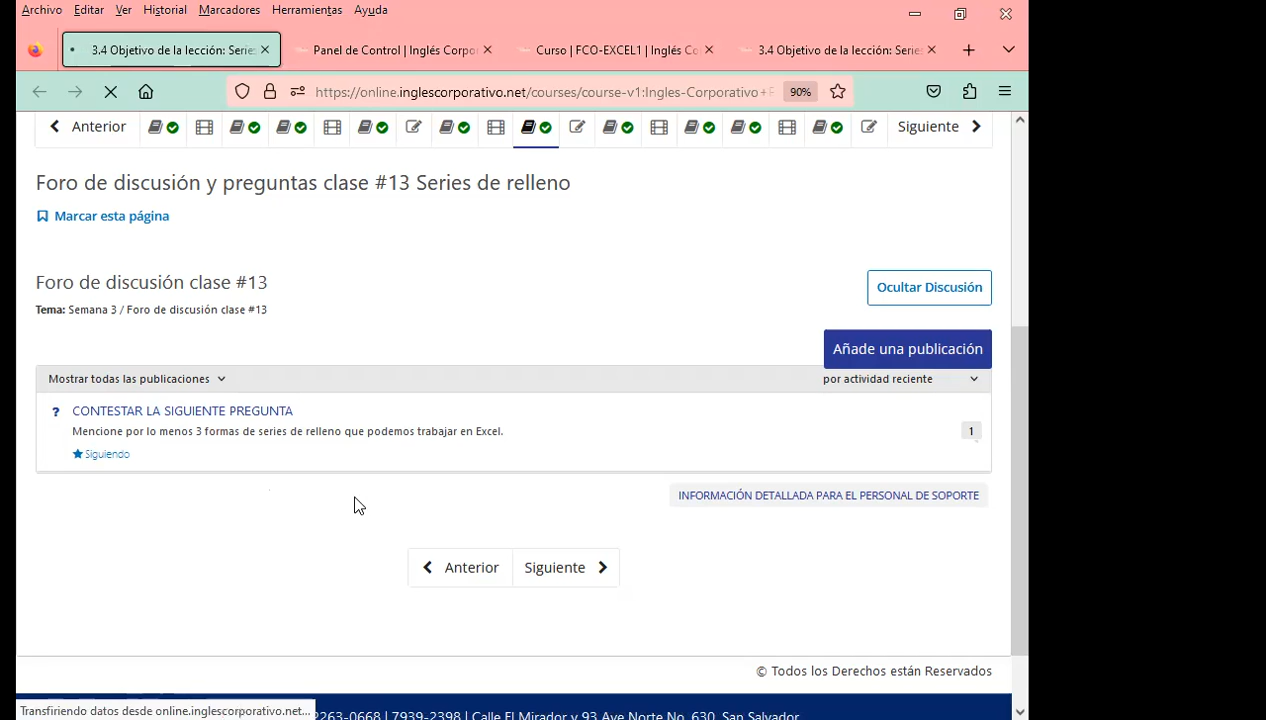 Archivo Editar Ver Historial Marcadores Herramientas Ayuda
3.4 Objetivo de la lección: Serie
Panel de Control | Inglés Corpo
Curso | FCO-EXCEL1 | Inglés Co
3.4 Objetivo de la lección: Series
https://online.inglescorporativo.net/courses/course-v1:Ingles-Corporativo+
90%
Anterior
Siguiente
Foro de discusión y preguntas clase #13 Series de relleno
Marcar esta página
Foro de discusión clase #13
Ocultar Discusión
Tema: Semana 3 / Foro de discusión clase #13
Añade una publicación
Mostrar todas las publicaciones
por actividad reciente
? CONTESTAR LA SIGUIENTE PREGUNTA
Mencione por lo menos 3 formas de series de relleno que podemos trabajar en Excel.
1
Siguiendo
INFORMACIÓN DETALLADA PARA EL PERSONAL DE SOPORTE
Anterior Siguiente
© Todos los Derechos están Reservados
Transfiriendo datos desde online.inglescorporativo.net...
2263-0668 | 7939-2398 | Calle El Mirador y 93 Ave Norte No. 630, San Salvador